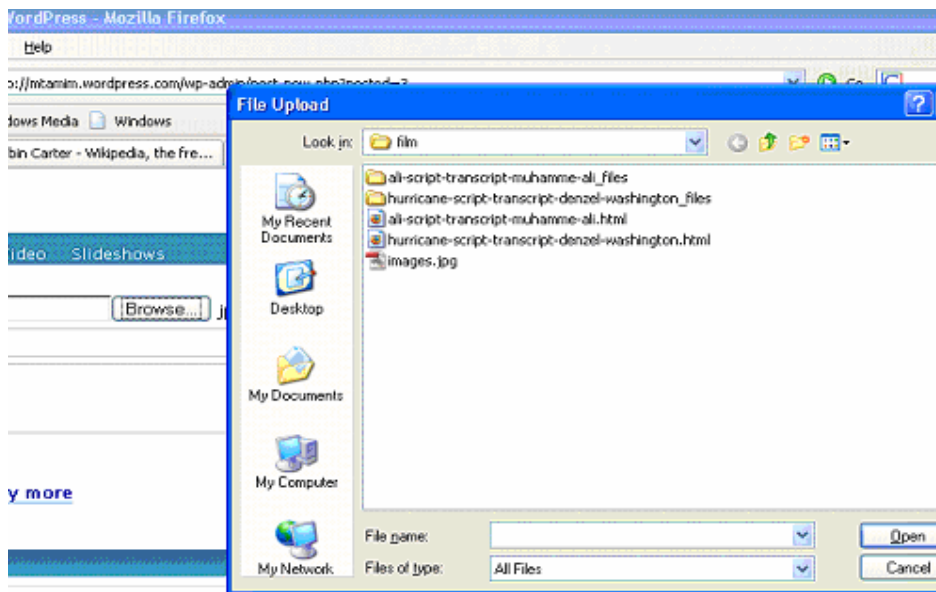 WordPress - Mozilla Firefox
Help
p://mtamim.wordpress.com/wp-admin/post-new.php?posted=3
dows Media Windows
bin Carter - Wikipedia, the fre...
ideo Slideshows
Browse...
y more
File Upload
Look in: film
ali-script-transcript-muhamme-ali_files
hurricane-script-transcript-denzel-washington_files
ali-script-transcript-muhamme-ali.html
hurricane-script-transcript-denzel-washington.html
images.jpg
My Recent
Documents
Desktop
My Documents
My Computer
My Network
File name:
Open
Files of type: All Files
Cancel